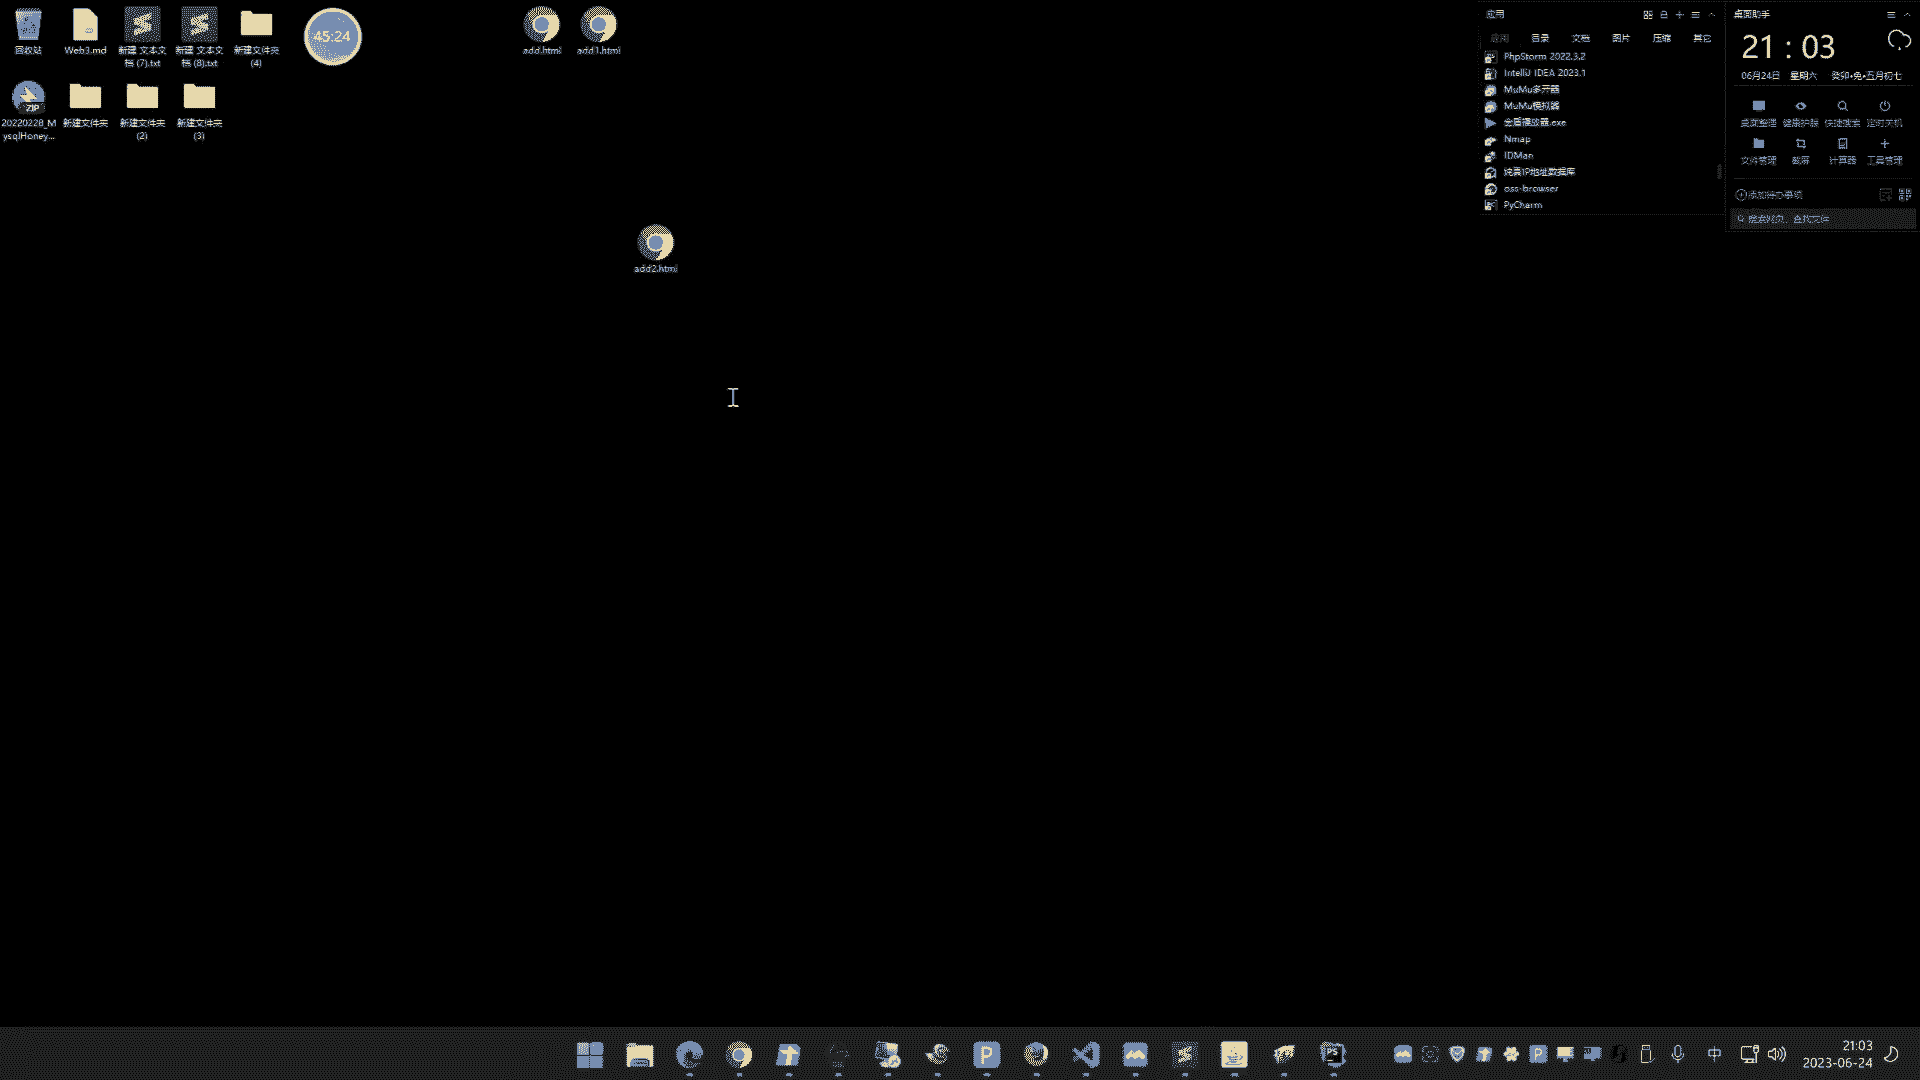 回收站
Web3.md
新建 文本文
档 (7).txt
新建 文本文
档 (8).txt
新建文件夹
(4)
45:24
add.html
add1.html
20220228_M
ysqlHoney...
ZIP
新建文件夹
新建文件夹
(2)
新建文件夹
(3)
add2.html
应用
应用 目录 文档 图片 压缩 其它
PhpStorm 2022.3.2
IntelliJ IDEA 2023.1
MuMu多开器
MuMu模拟器
金盾播放器.exe
Nmap
IDMan
纯真IP地址数据库
oss-browser
PyCharm
桌面助手
21 : 03
06月24日 星期六 癸卯•兔•五月初七
桌面整理 健康护眼 快捷搜索 定时关机
文件管理 截屏 计算器 工具管理
添加待办事项
搜索网页、查找文件
P
PS
P
中
21:03
2023-06-24